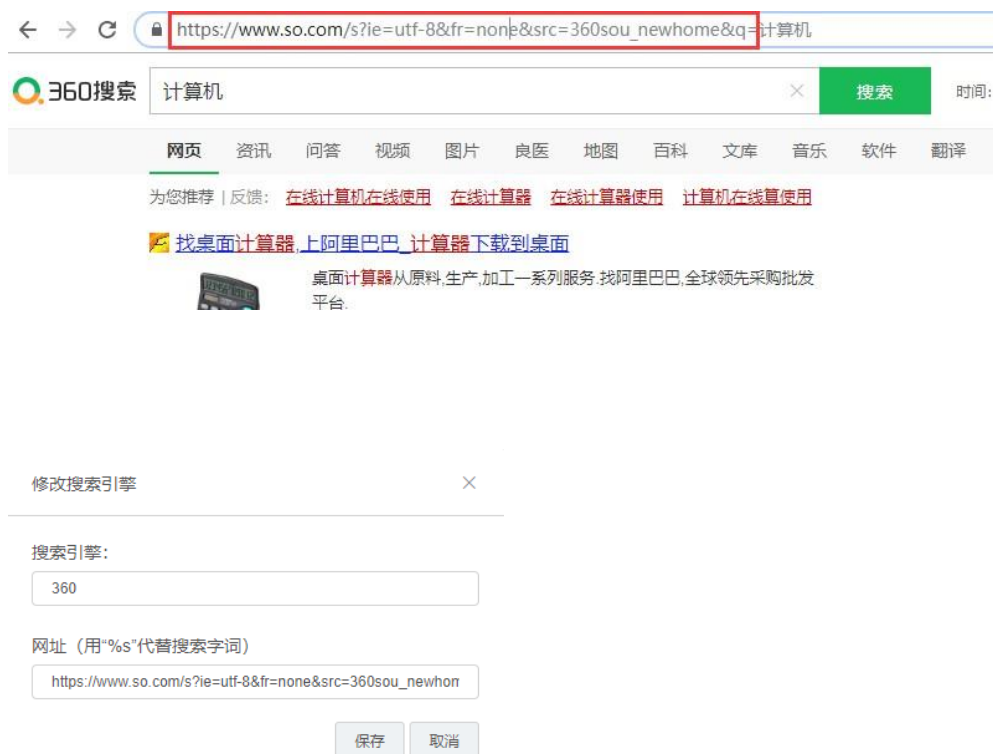 https://www.so.com/s?ie=utf-8&fr=none&src=360sou_newhome&q=计算机
360搜索 计算机 搜索 时间:
网页 资讯 问答 视频 图片 良医 地图 百科 文库 音乐 软件 翻译
为您推荐 | 反馈: 在线计算机在线使用 在线计算器 在线计算器使用 计算机在线算使用
找桌面计算器,上阿里巴巴_计算器下载到桌面
桌面计算器从原料,生产,加工一系列服务.找阿里巴巴,全球领先采购批发
平台.
修改搜索引擎
搜索引擎：
360
网址（用“%s”代替搜索字词）
https://www.so.com/s?ie=utf-8&fr=none&src=360sou_newhom
保存 取消